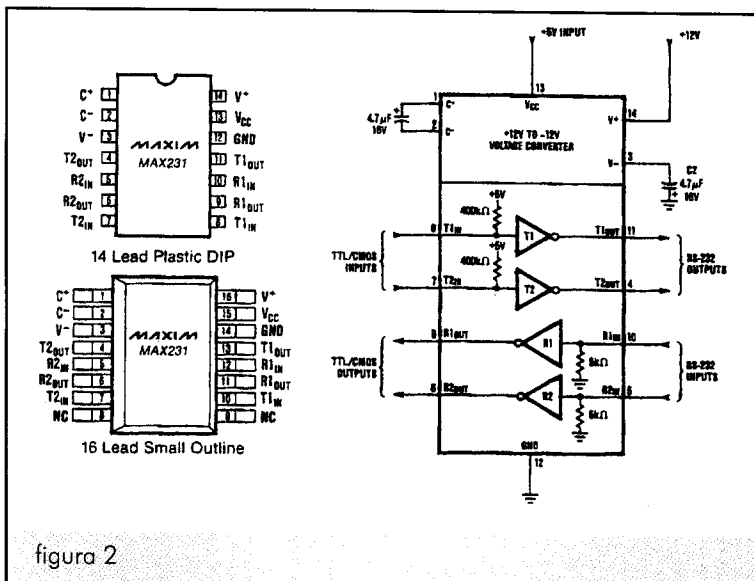 C+ 1 14 V+
C- 2 13 VCC
V- 3 12 GND
T2OUT 4 11 T1OUT
R2IN 5 10 R1IN
R2OUT 6 9 R1OUT
T2IN 7 8 T1IN
MAXIM
MAX231
14 Lead Plastic DIP
C+ 1 16 V+
C- 2 15 VCC
V- 3 14 GND
T2OUT 4 13 T1OUT
R2IN 5 12 R1IN
R2OUT 6 11 R1OUT
T2IN 7 10 T1IN
NC 8 9 NC
MAXIM
MAX231
16 Lead Small Outline
+5V INPUT
+12V
13
VCC
1 C+
4.7µF
16V
2 C-
+12V TO -12V
VOLTAGE CONVERTER
V+ 14
V- 3
C2
4.7µF
16V
+5V
400kΩ
8 T1IN T1 T1OUT 11
TTL/CMOS
INPUTS
+5V
400kΩ
RS-232
OUTPUTS
7 T2IN T2 T2OUT 4
9 R1OUT R1 R1IN 10
TTL/CMOS
OUTPUTS
5kΩ
RS-232
INPUTS
6 R2OUT R2 R2IN 5
5kΩ
GND
12
figura 2